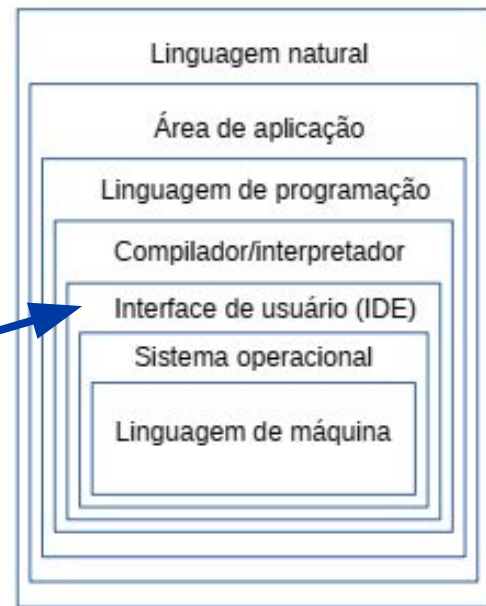 Linguagem natural
Área de aplicação
Linguagem de programação
Compilador/interpretador
Interface de usuário (IDE)
Sistema operacional
Linguagem de máquina